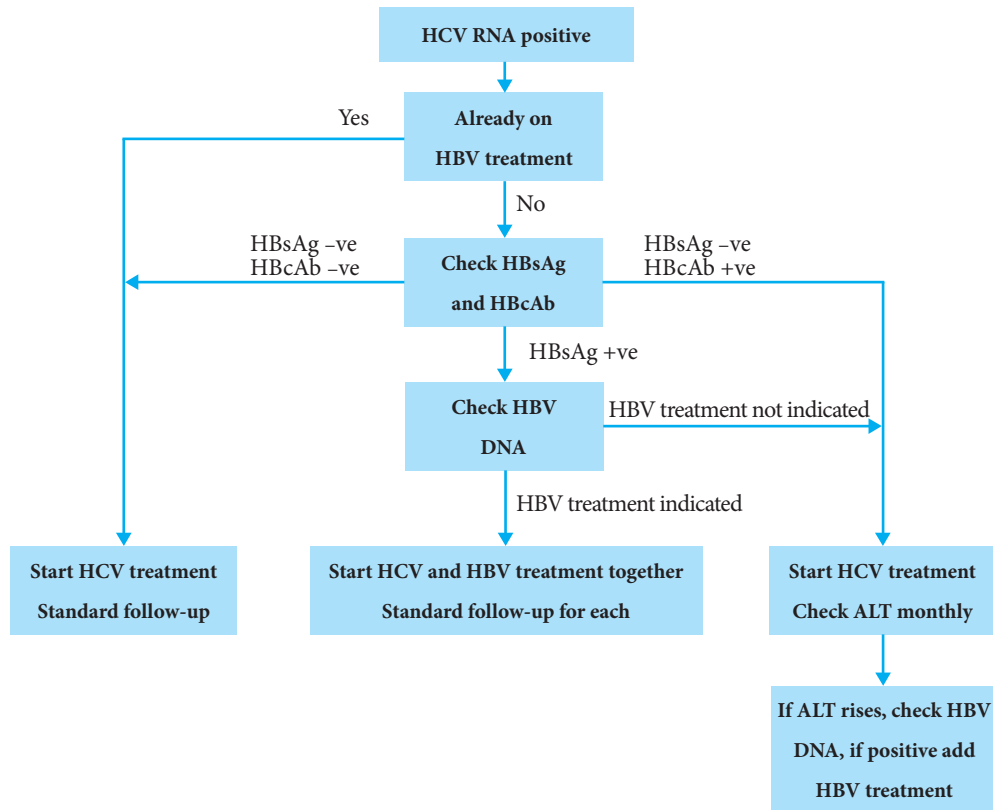 HCV RNA positive
Yes
Already on
HBV treatment
No
HBsAg –ve
HBcAb –ve
Check HBsAg
and HBcAb
HBsAg –ve
HBcAb +ve
HBsAg +ve
Check HBV
DNA
HBV treatment not indicated
HBV treatment indicated
Start HCV treatment
Standard follow-up
Start HCV and HBV treatment together
Standard follow-up for each
Start HCV treatment
Check ALT monthly
If ALT rises, check HBV
DNA, if positive add
HBV treatment